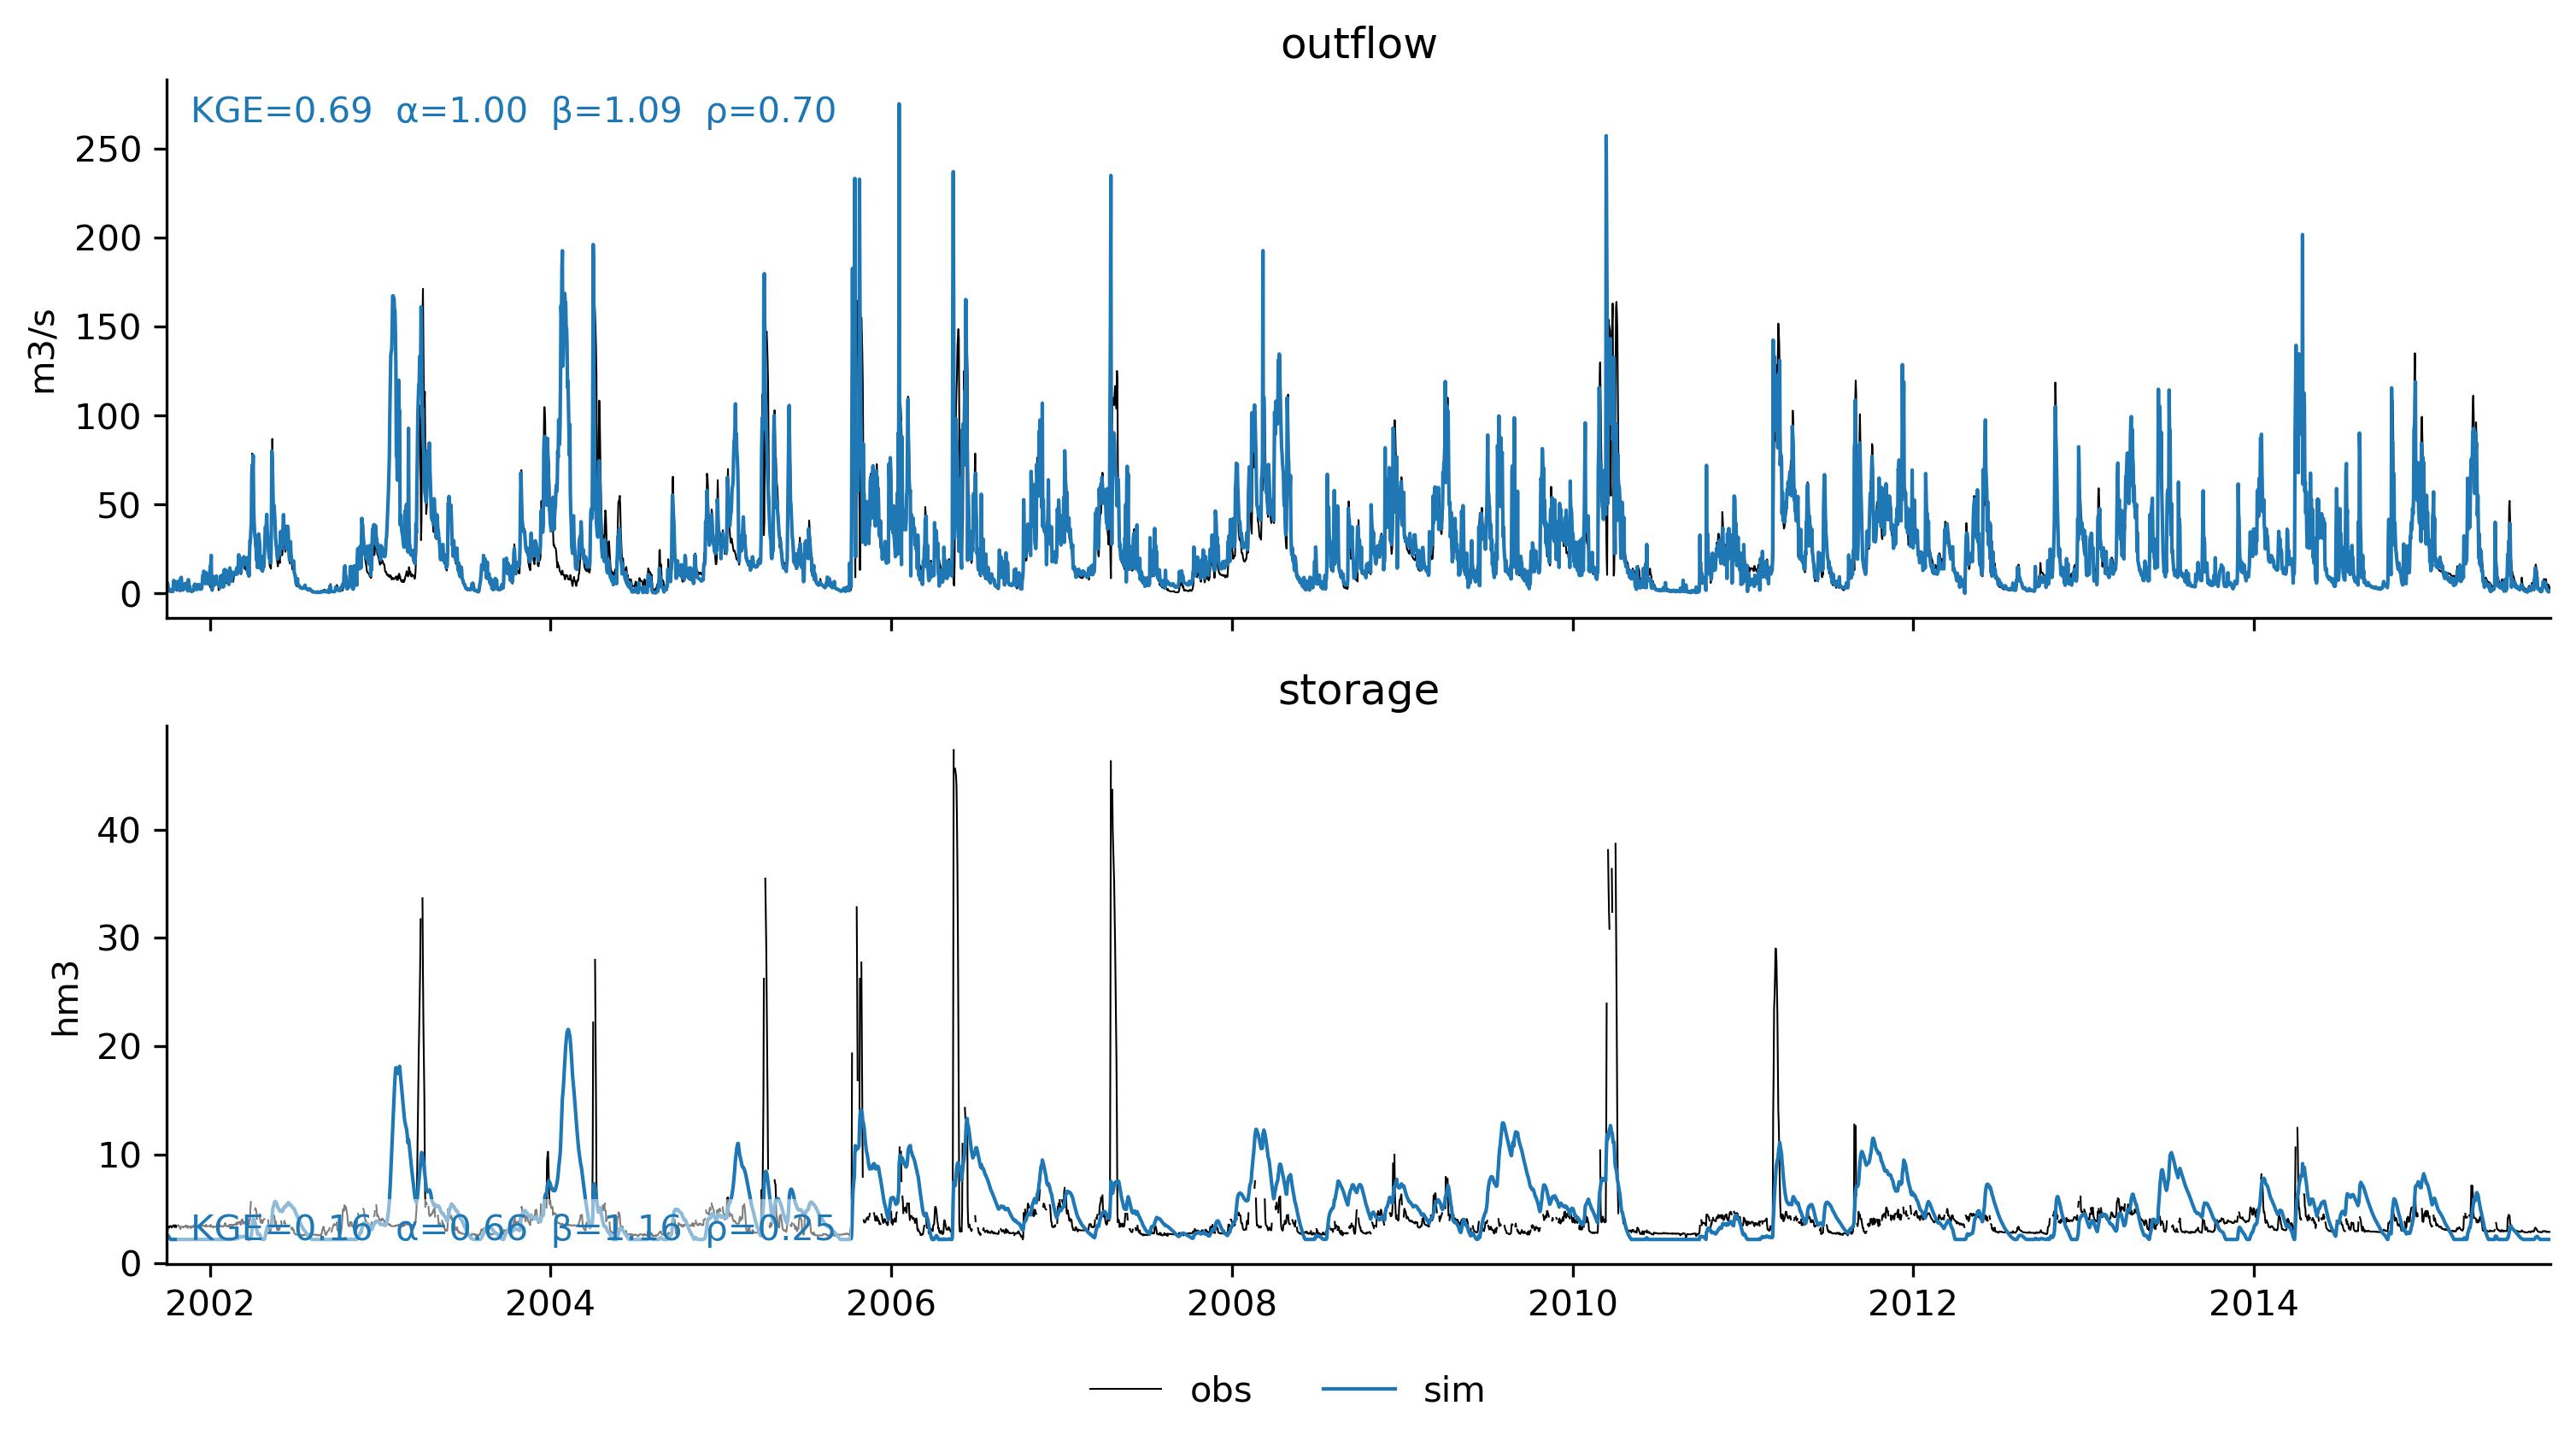 outflow
KGE=0.69 α=1.00 β=1.09 ρ=0.70
250
200
150
100
50
0
m3/s
storage
40
30
20
10
0
hm3
KGE=0.16 α=0.66 β=1.16 ρ=0.25
2002 2004 2006 2008 2010 2012 2014
obs sim